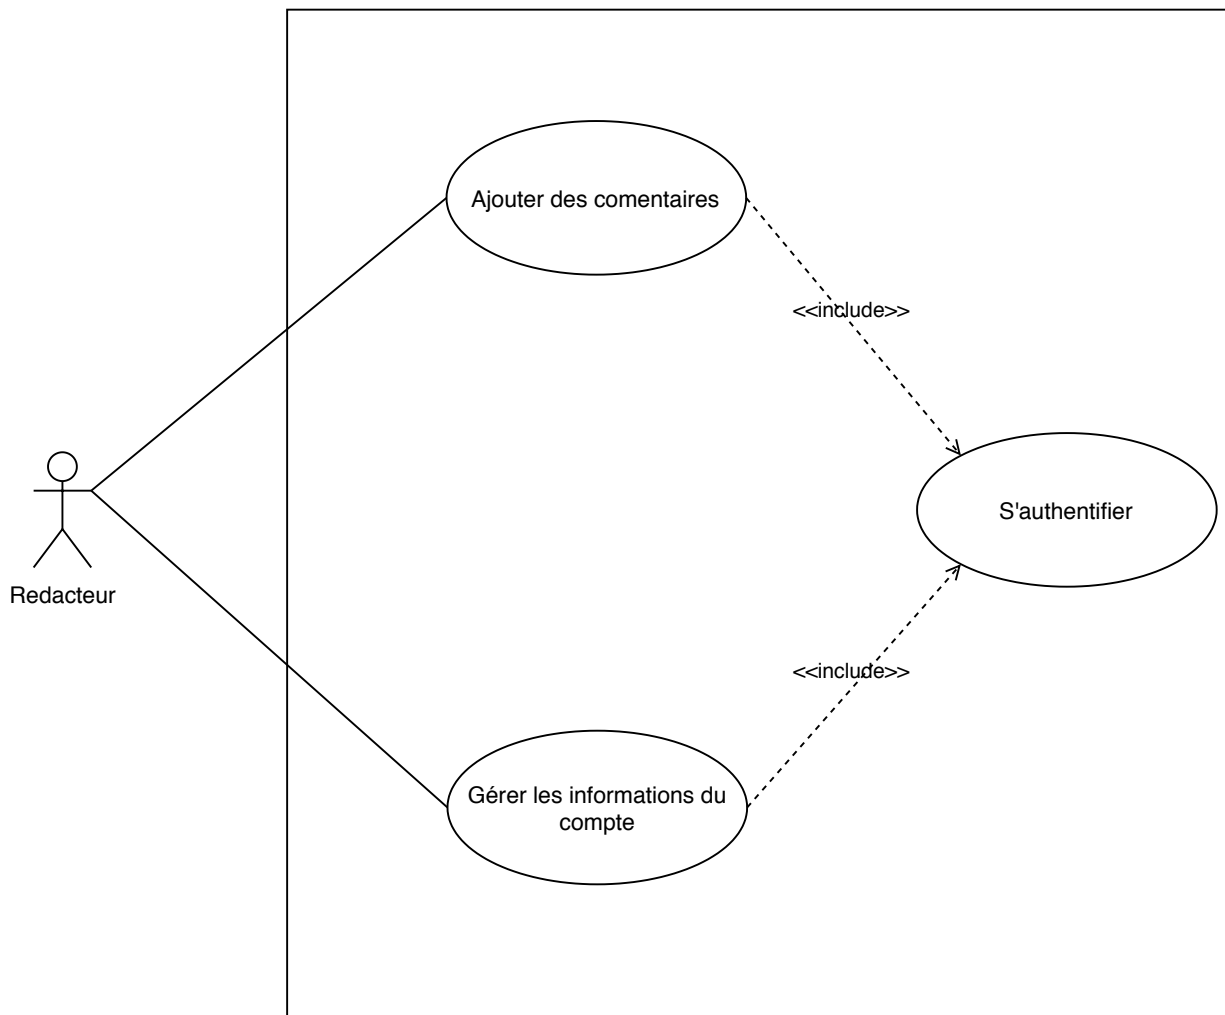 Ajouter des comentaires
<<include>>
S'authentifier
Redacteur
<<include>>
Gérer les informations du
compte